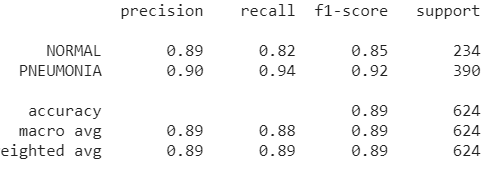 precision recall f1-score support
NORMAL 0.89 0.82 0.85 234
PNEUMONIA 0.90 0.94 0.92 390
accuracy 0.89 624
macro avg 0.89 0.88 0.89 624
eighted avg 0.89 0.89 0.89 624